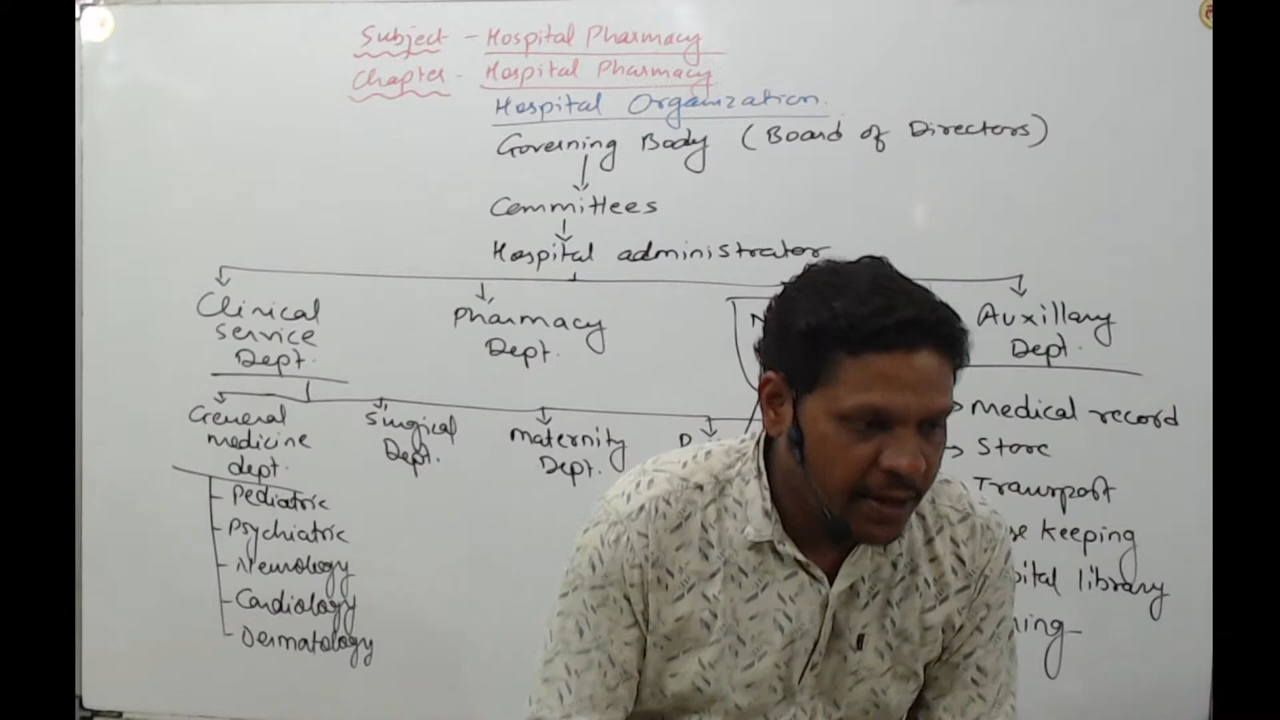 Subject - Hospital Pharmacy
Chapter - Hospital Pharmacy
Hospital Organization.
Governing Body (Board of Directors)
Committees
Hospital administrator
Clinical
service
Dept.
Pharmacy
Dept.
Auxillary
Dept.
General
medicine
dept.
Surgical
Dept.
Maternity
Dept.
Pediatric
Psychiatric
Neurology
Cardiology
Dermatology
Medical record
Store
Transport
keeping
library